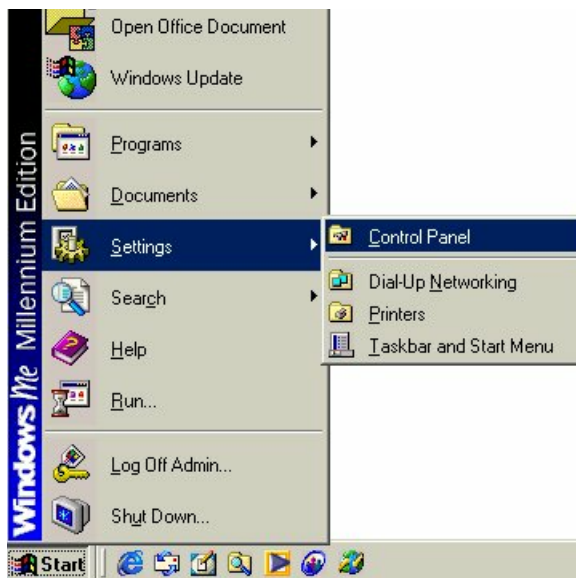 Open Office Document
Windows Update
Programs
Documents
Settings
Search
Help
Run...
Log Off Admin...
Shut Down...
Control Panel
Dial-Up Networking
Printers
Taskbar and Start Menu
Windows Me Millennium Edition
Start